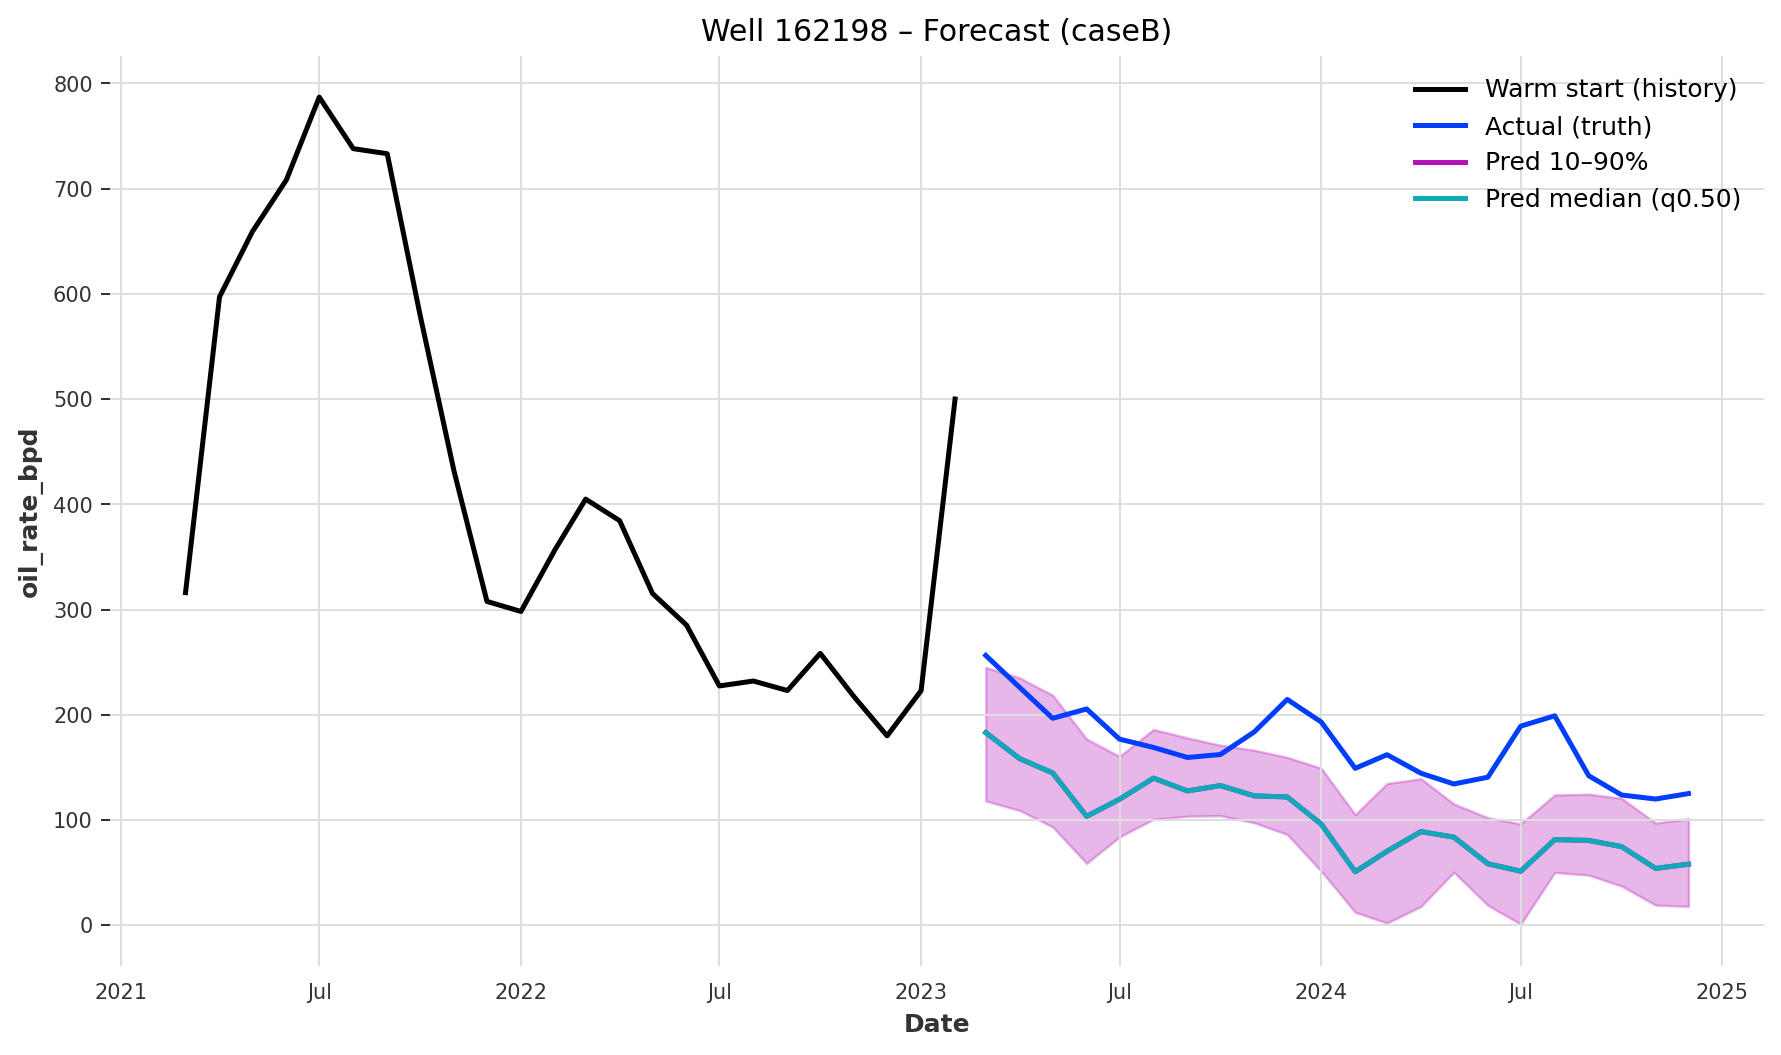 Well 162198 – Forecast (caseB)
Warm start (history)
Actual (truth)
Pred 10–90%
Pred median (q0.50)
oil_rate_bpd
800
700
600
500
400
300
200
100
0
2021 Jul 2022 Jul 2023 Jul 2024 Jul 2025
Date